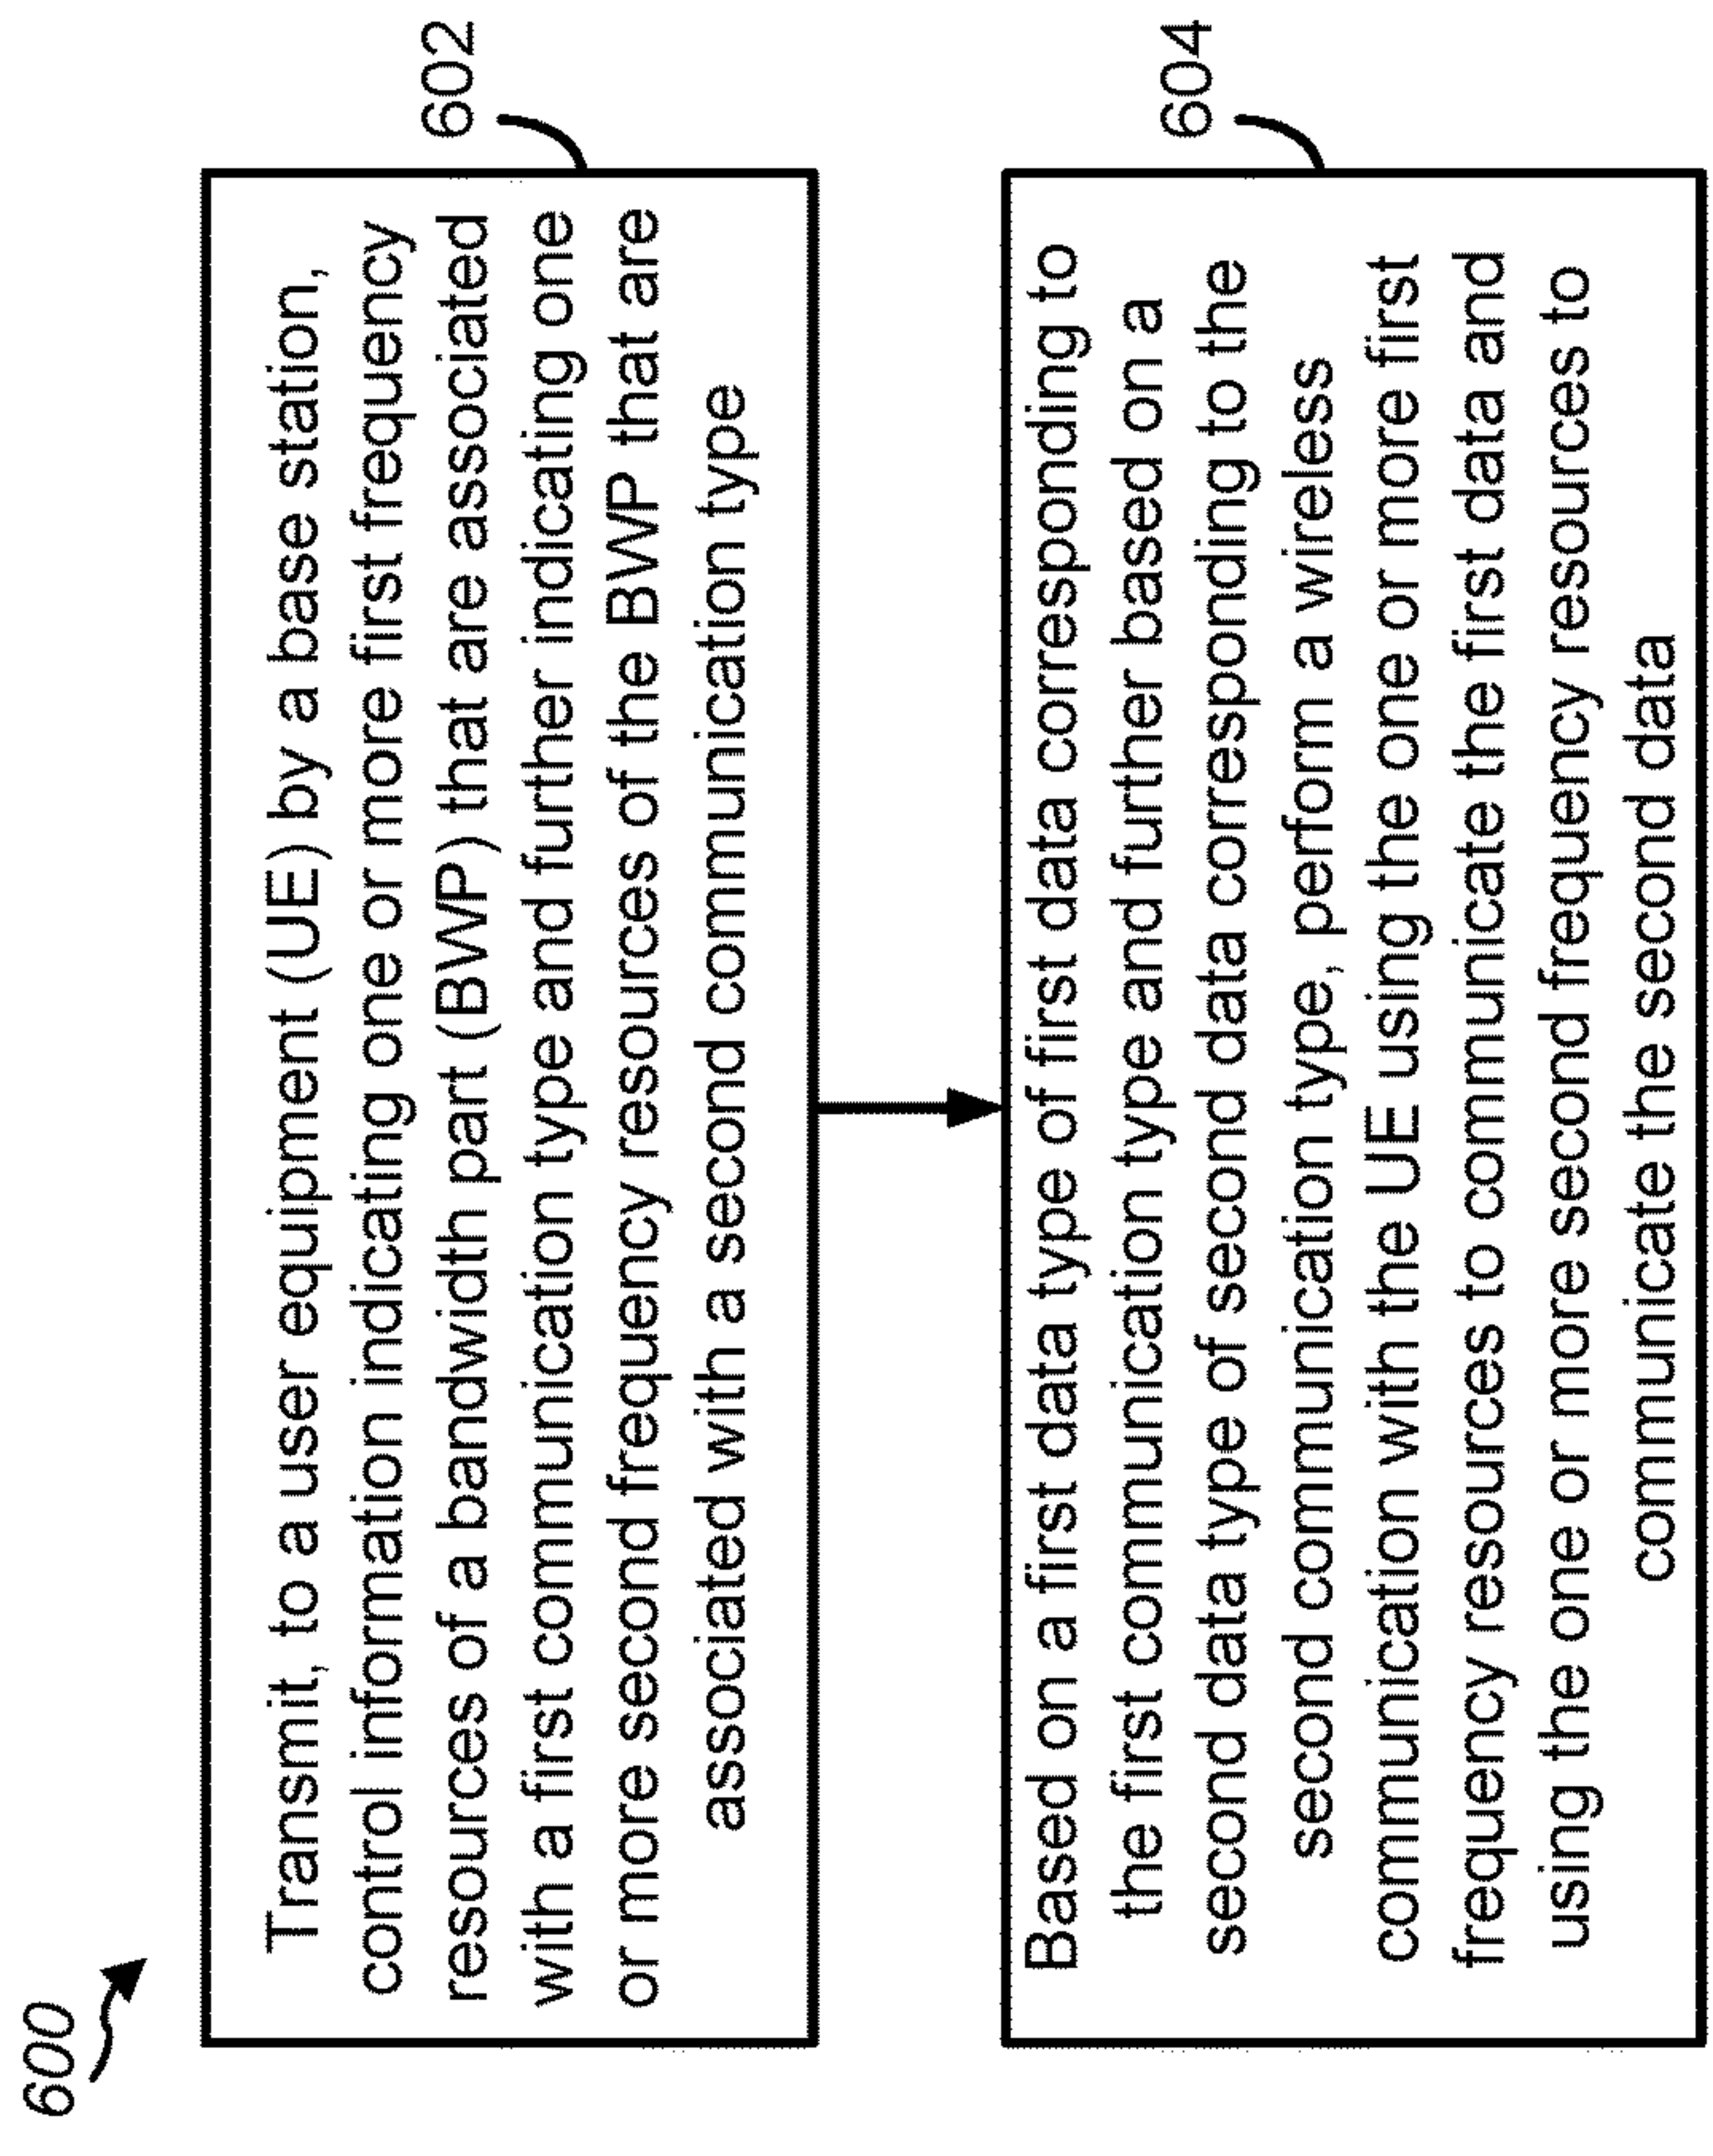 600
Transmit, to a user equipment (UE) by a base station,
control information indicating one or more first frequency
resources of a bandwidth part (BWP) that are associated
with a first communication type and further indicating one
or more second frequency resources of the BWP that are
associated with a second communication type
602
Based on a first data type of first data corresponding to
the first communication type and further based on a
second data type of second data corresponding to the
second communication type, perform a wireless
communication with the UE using the one or more first
frequency resources to communicate the first data and
using the one or more second frequency resources to
communicate the second data
604